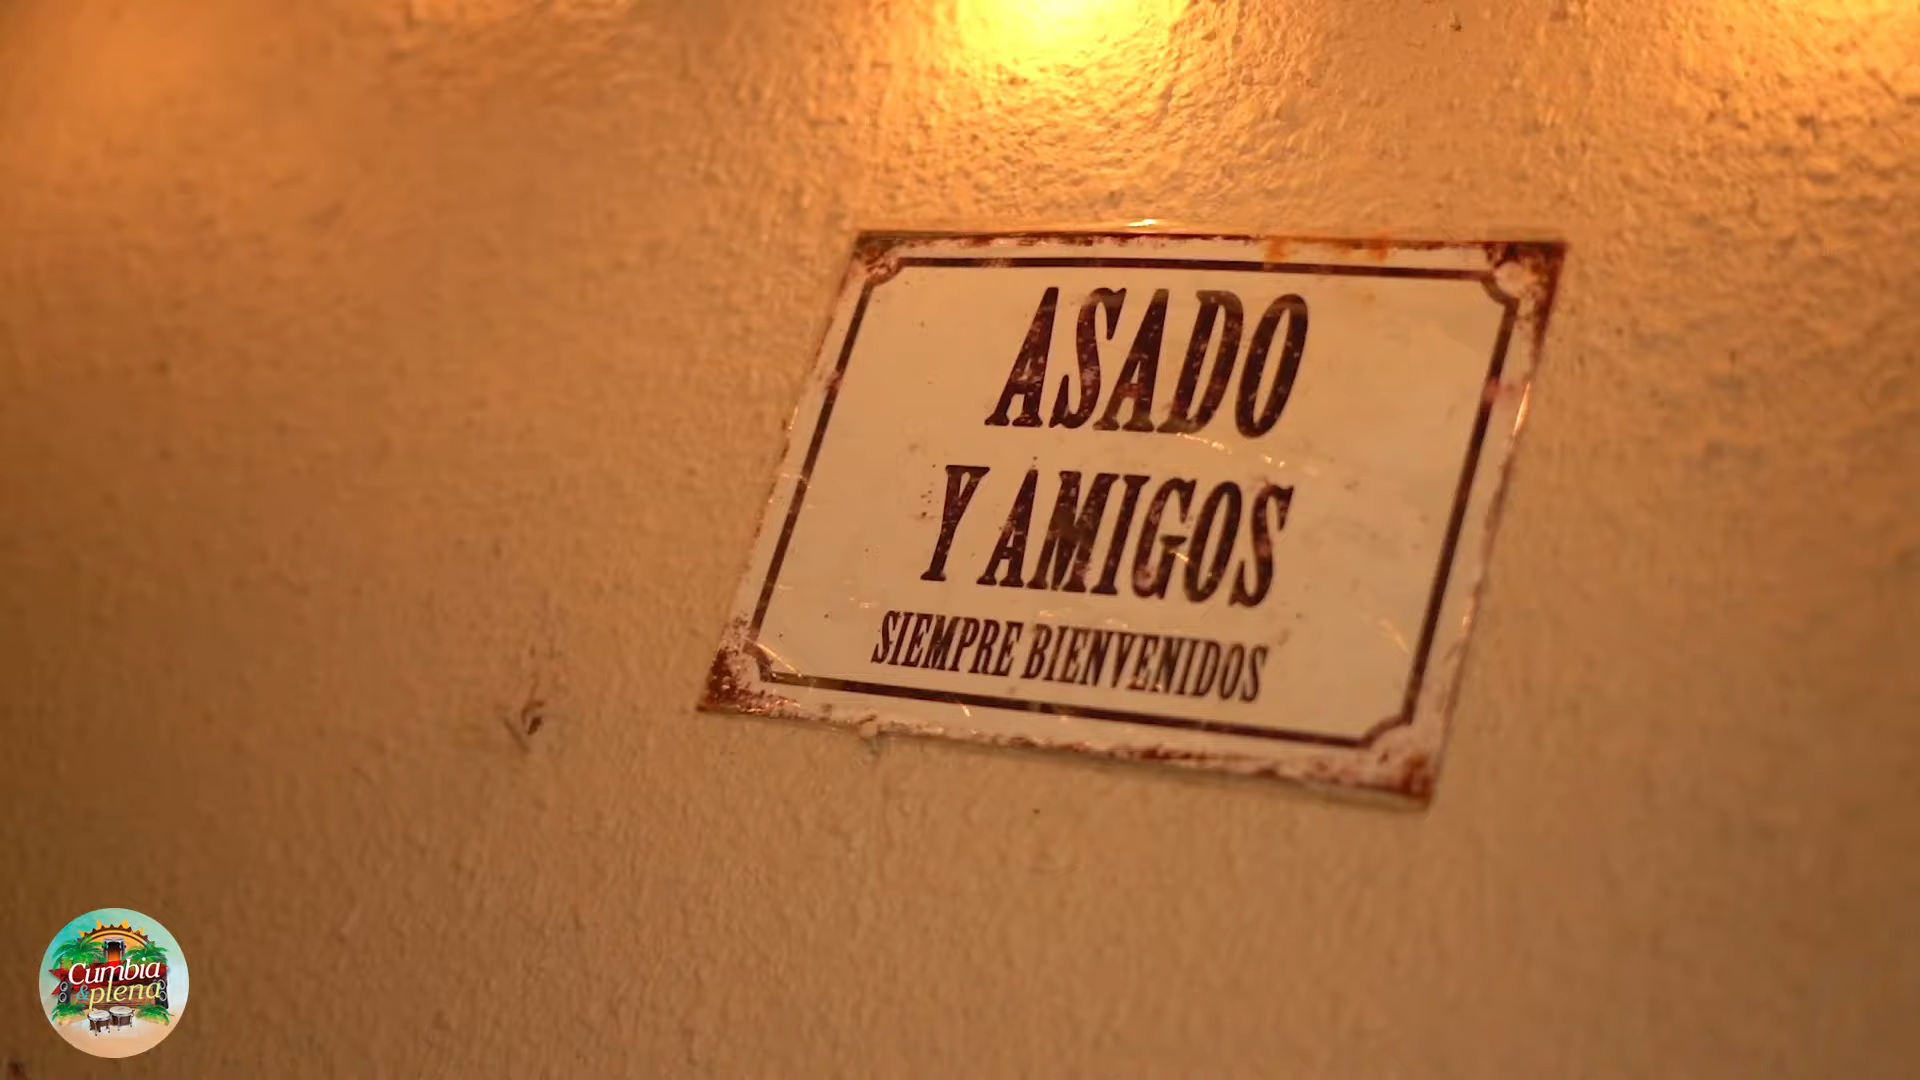 ASADO
Y AMIGOS
SIEMPRE BIENVENIDOS
Cumbia
&plena